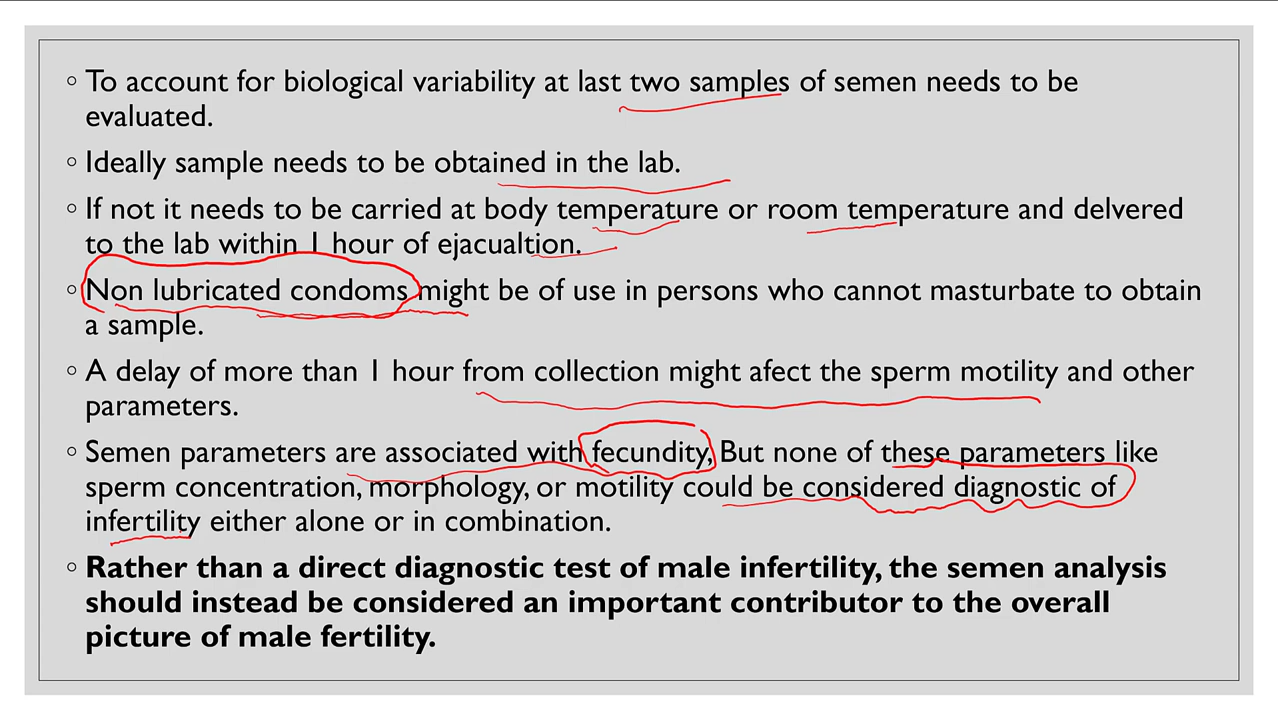 ◦ To account for biological variability at last two samples of semen needs to be
evaluated.
◦ Ideally sample needs to be obtained in the lab.
◦ If not it needs to be carried at body temperature or room temperature and delvered
to the lab within 1 hour of ejacualtion.
◦ Non lubricated condoms might be of use in persons who cannot masturbate to obtain
a sample.
◦ A delay of more than 1 hour from collection might afect the sperm motility and other
parameters.
◦ Semen parameters are associated with fecundity, But none of these parameters like
sperm concentration, morphology, or motility could be considered diagnostic of
infertility either alone or in combination.
◦ Rather than a direct diagnostic test of male infertility, the semen analysis
should instead be considered an important contributor to the overall
picture of male fertility.